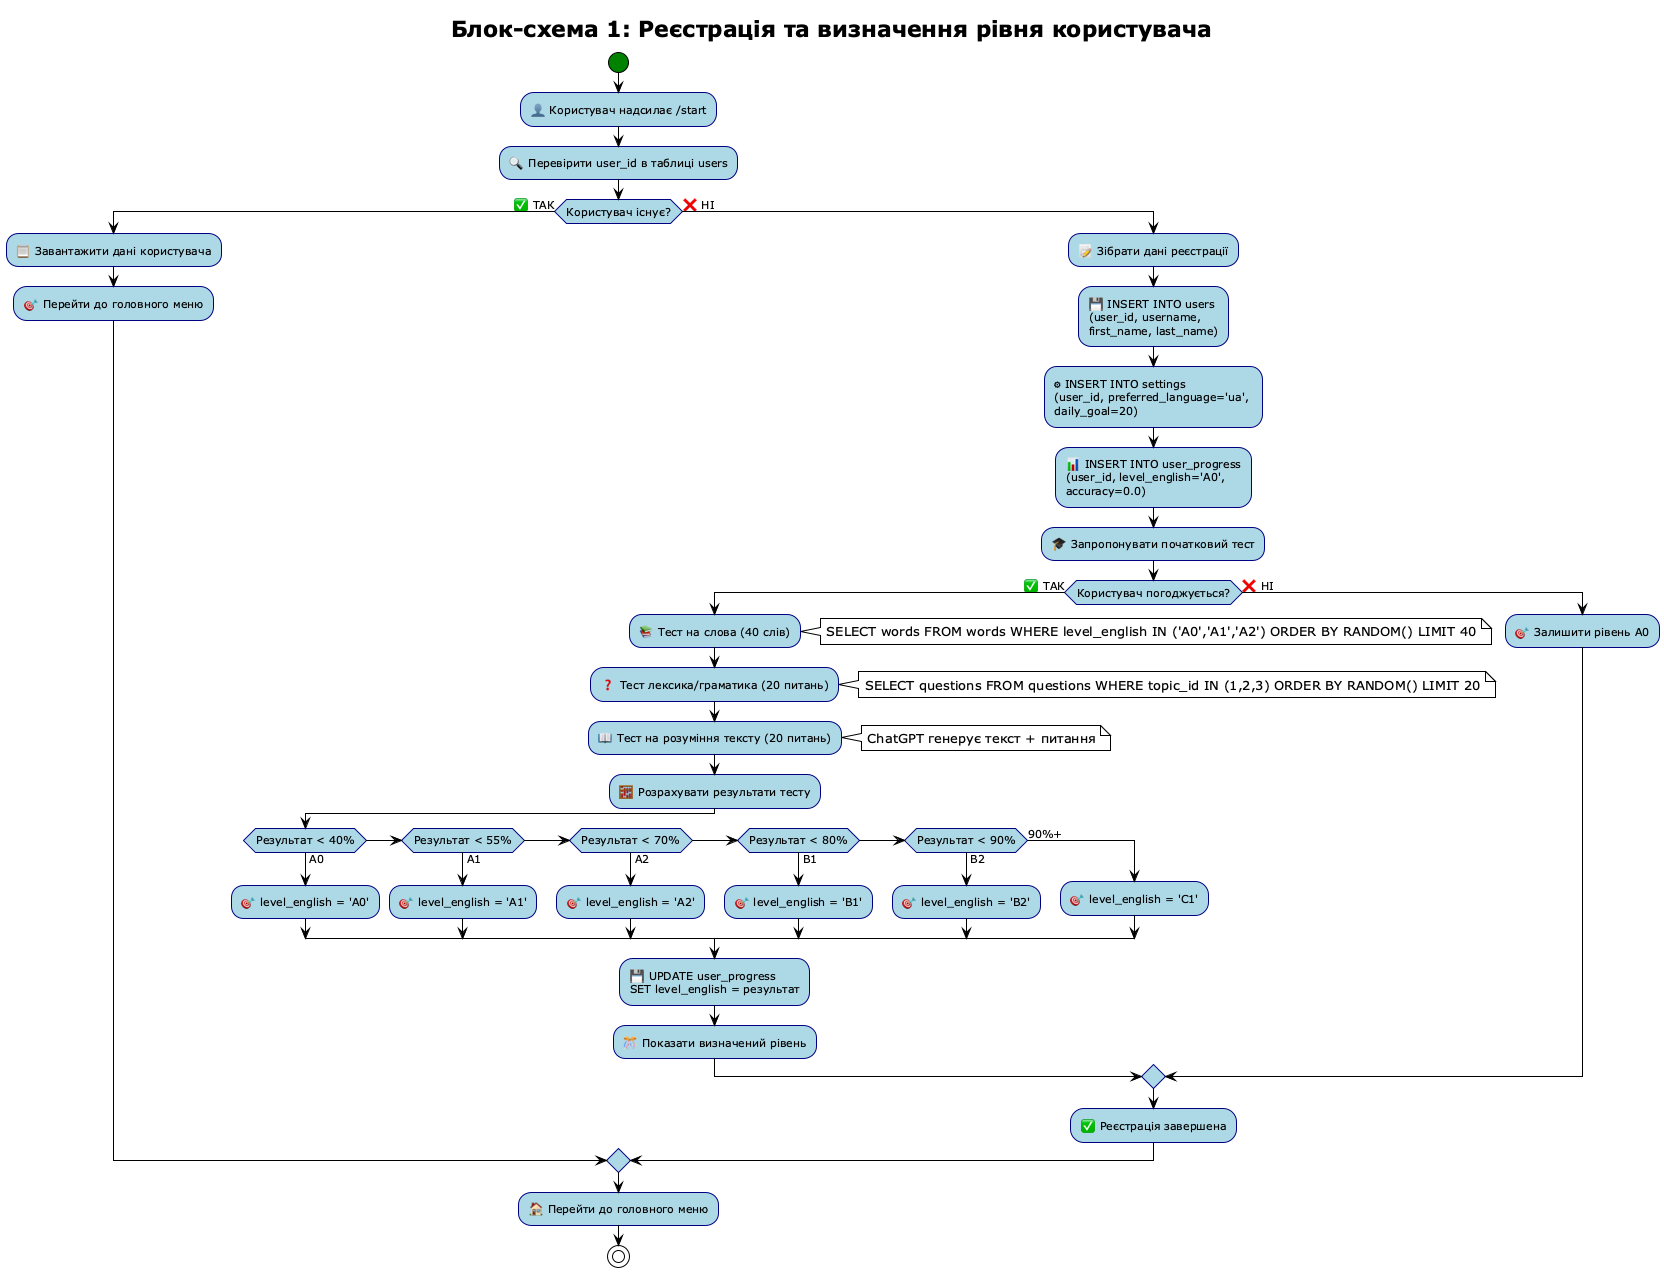 Блок-схема 1: Реєстрація та визначення рівня користувача
👤 Користувач надсилає /start
🔍 Перевірити user_id в таблиці users
✅ ТАК
Користувач існує?
❌ НІ
📋 Завантажити дані користувача
🎯 Перейти до головного меню
📝 Зібрати дані реєстрації
💾 INSERT INTO users
(user_id, username,
first_name, last_name)
⚙ INSERT INTO settings
(user_id, preferred_language='ua',
daily_goal=20)
📊 INSERT INTO user_progress
(user_id, level_english='A0',
accuracy=0.0)
🎓 Запропонувати початковий тест
✅ ТАК
Користувач погоджується?
❌ НІ
📚 Тест на слова (40 слів)
SELECT words FROM words WHERE level_english IN ('A0','A1','A2') ORDER BY RANDOM() LIMIT 40
🎯 Залишити рівень A0
❓ Тест лексика/граматика (20 питань)
SELECT questions FROM questions WHERE topic_id IN (1,2,3) ORDER BY RANDOM() LIMIT 20
📖 Тест на розуміння тексту (20 питань)
ChatGPT генерує текст + питання
🧮 Розрахувати результати тесту
Результат < 40%
A0
Результат < 55%
A1
Результат < 70%
A2
Результат < 80%
B1
Результат < 90%
B2
90%+
🎯 level_english = 'A0'
🎯 level_english = 'A1'
🎯 level_english = 'A2'
🎯 level_english = 'B1'
🎯 level_english = 'B2'
🎯 level_english = 'C1'
💾 UPDATE user_progress
SET level_english = результат
🎊 Показати визначений рівень
✅ Реєстрація завершена
🏠 Перейти до головного меню